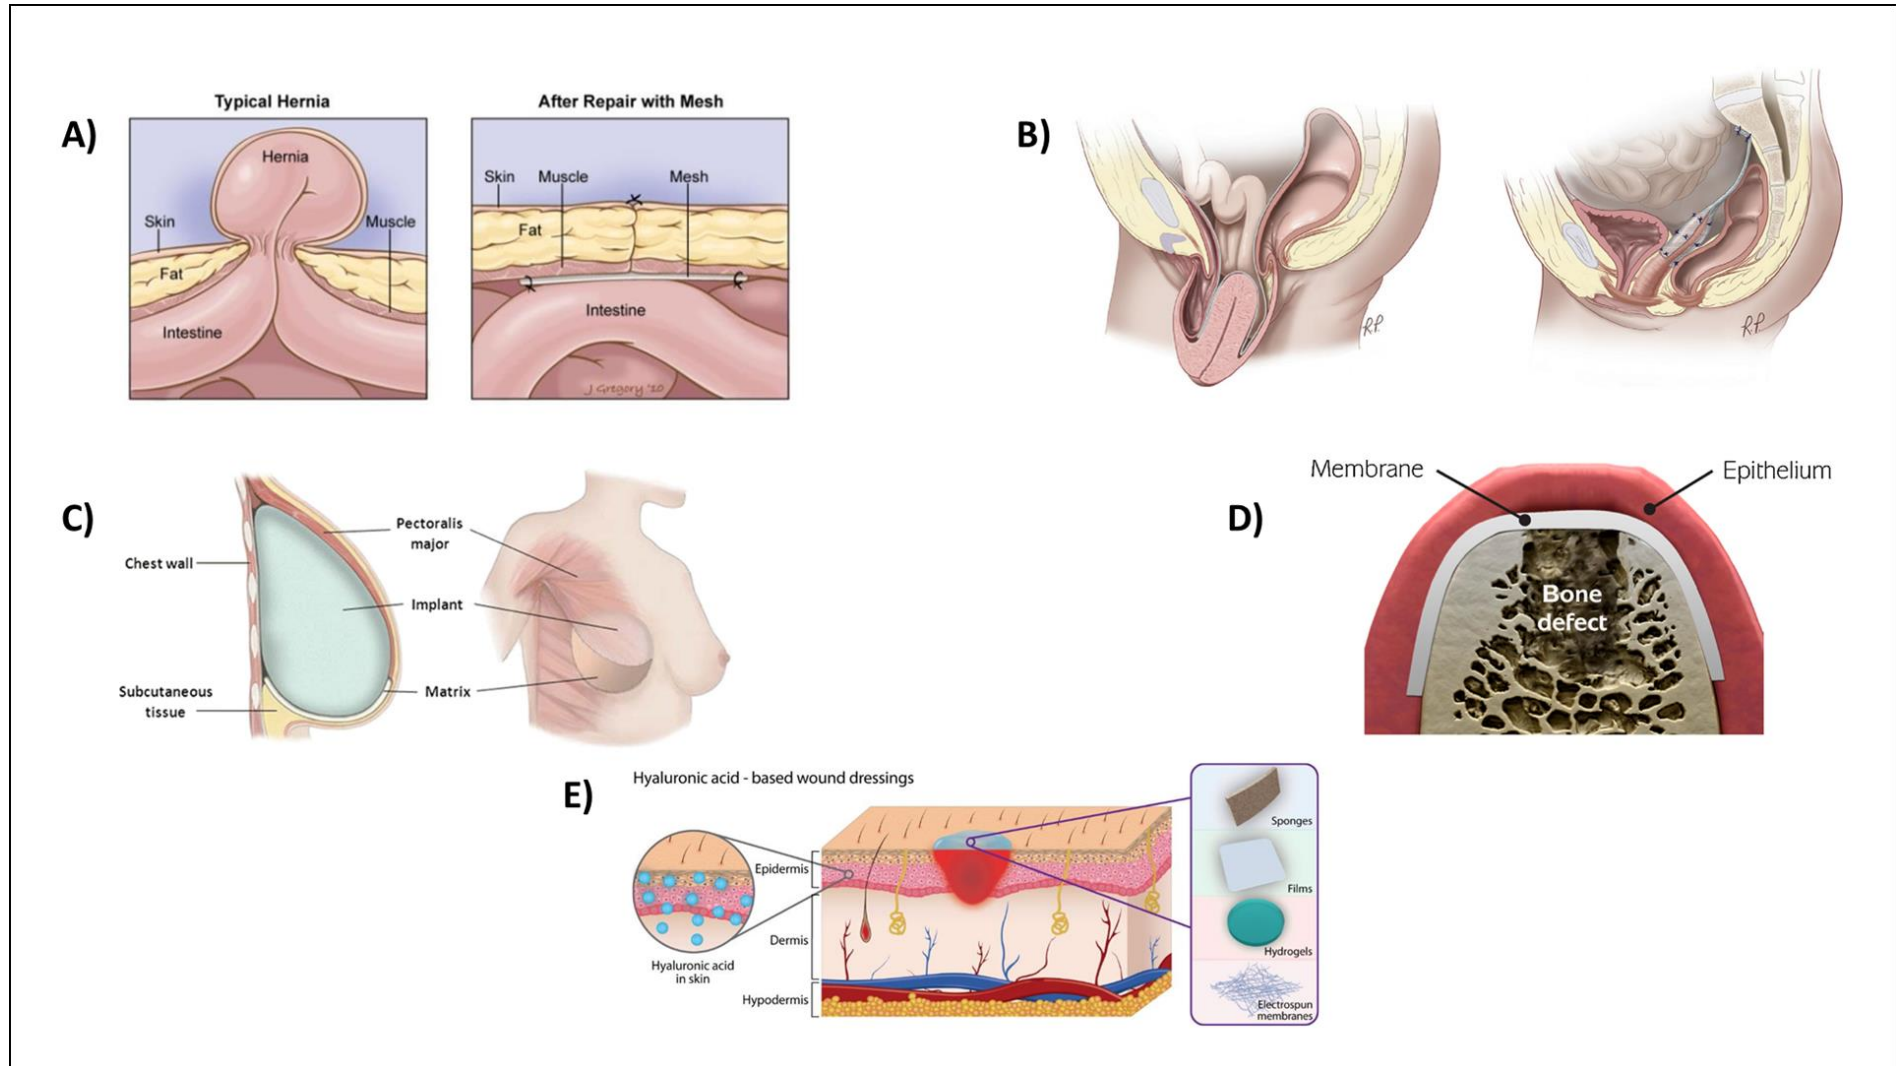 A)
Typical Hernia
Hernia
Skin
Muscle
Fat
Intestine
After Repair with Mesh
Skin
Muscle
Mesh
Fat
Intestine
J Gregory '10
B)
R.P.
R.P.
C)
Pectoralis
major
Chest wall
Implant
Subcutaneous
tissue
Matrix
D)
Membrane
Epithelium
Bone
defect
E)
Hyaluronic acid - based wound dressings
Epidermis
Dermis
Hypodermis
Hyaluronic acid
in skin
Sponges
Films
Hydrogels
Electrospun
membranes